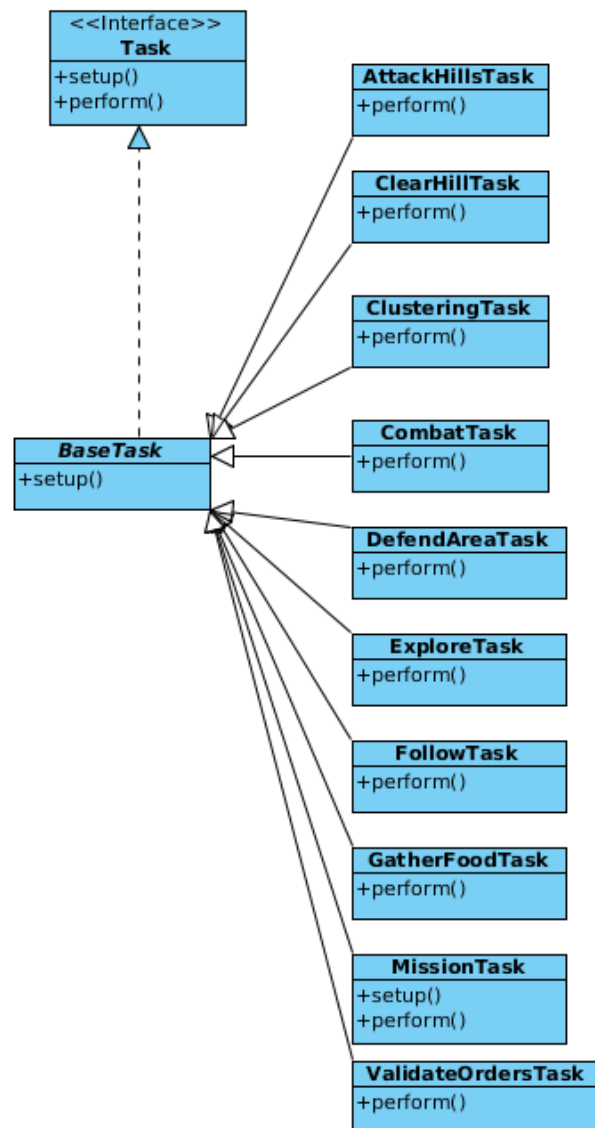 <<Interface>>
Task
+setup()
+perform()
BaseTask
+setup()
AttackHillsTask
+perform()
ClearHillTask
+perform()
ClusteringTask
+perform()
CombatTask
+perform()
DefendAreaTask
+perform()
ExploreTask
+perform()
FollowTask
+perform()
GatherFoodTask
+perform()
MissionTask
+setup()
+perform()
ValidateOrdersTask
+perform()